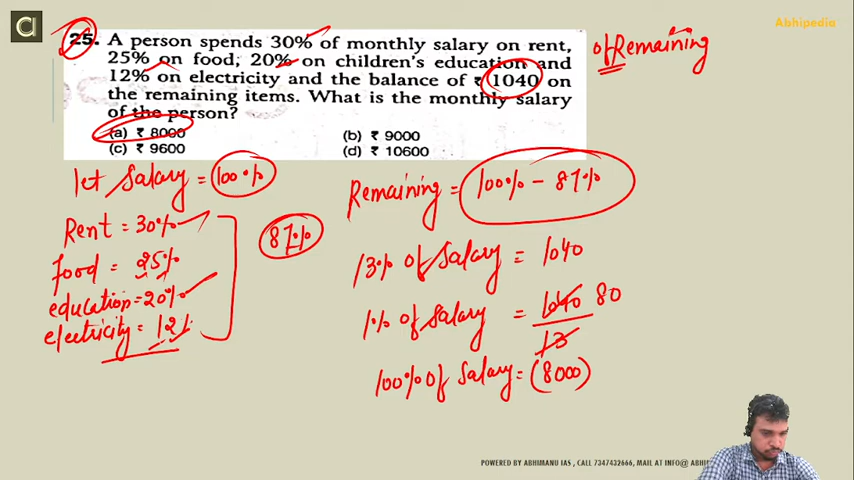 a
Abhipedia
25. A person spends 30% of monthly salary on rent,
25% on food, 20% on children's education and
12% on electricity and the balance of ₹ 1040 on
the remaining items. What is the monthly salary
of the person?
(a) ₹ 8000 (b) ₹ 9000
(c) ₹ 9600 (d) ₹ 10600
of Remaining
let Salary = 100%
Rent = 30%
food = 25%
education = 20%
electricity = 12%
87%
Remaining = 100% - 87%
13% of Salary = 1040
1% of Salary = 1040 80
13
100% of Salary = (8000)
POWERED BY ABHIMANU IAS , CALL 7347432666, MAIL AT INFO@ ABHI